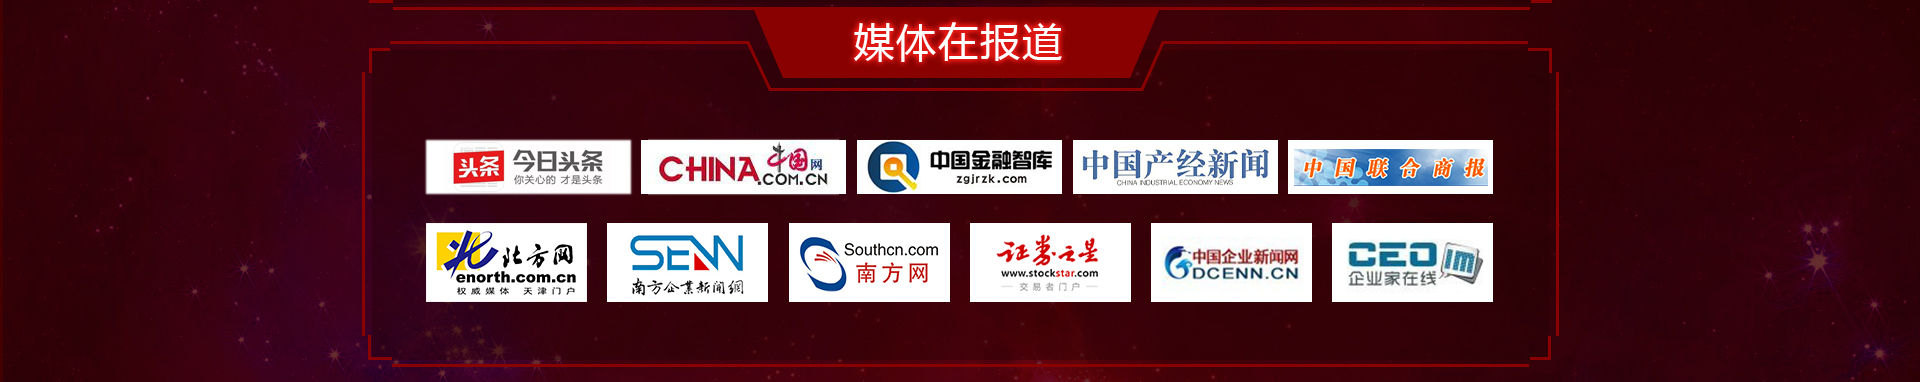 媒体在报道
头条 今日头条
你关心的 才是头条
CHINA 中国网
.COM.CN
中国金融智库
zgjrzk.com
中国产经新闻
CHINA INDUSTRIAL ECONOMY NEWS
中国联合商报
北 北方网
enorth.com.cn
权威媒体 天津门户
SENN
南方企業新闻網
Southcn.com
南方网
证券之星
www.stockstar.com
交易者门户
中国企业新闻网
DCENN.CN
CEO im
企业家在线